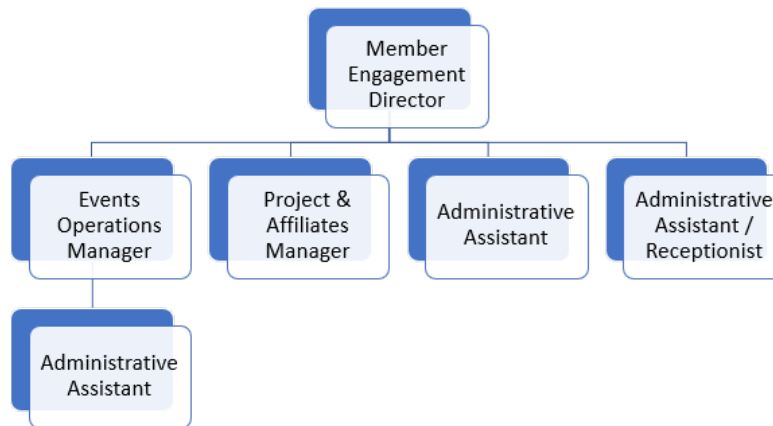 Member
Engagement
Director
Events
Operations
Manager
Project &
Affiliates
Manager
Administrative
Assistant
Administrative
Assistant /
Receptionist
Administrative
Assistant